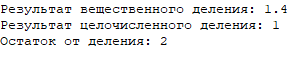 Результат вещественного деления: 1.4
Результат целочисленного деления: 1
Остаток от деления: 2